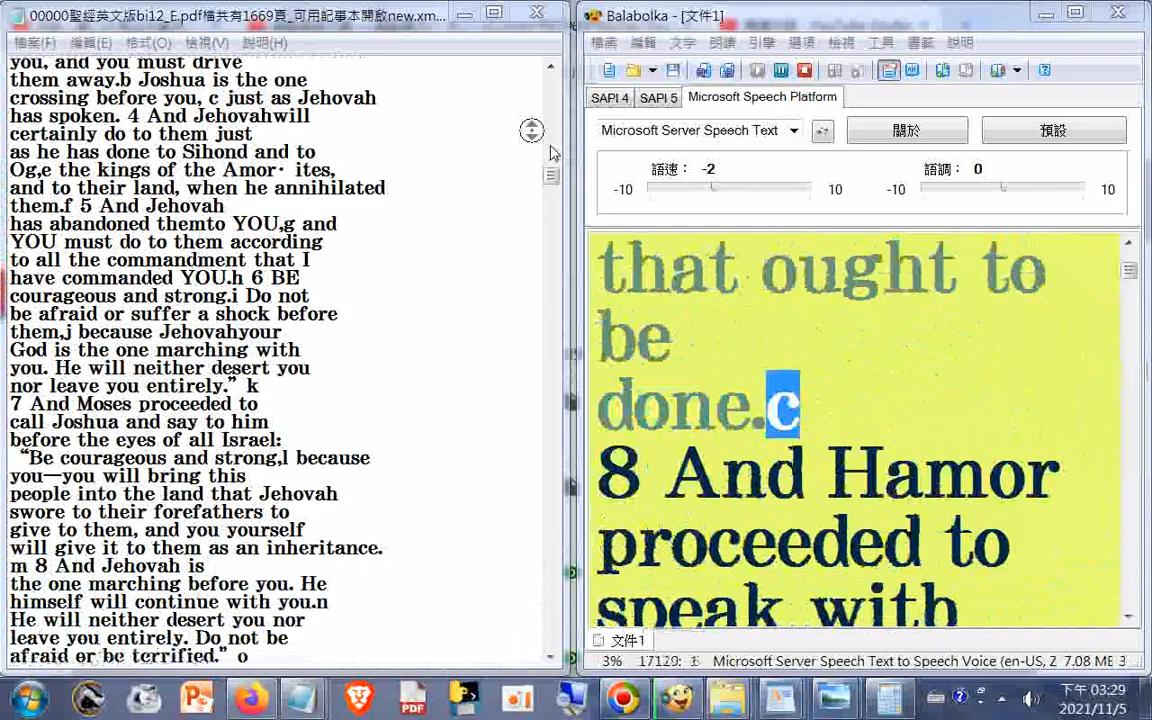 00000聖經英文版bi12_E.pdf檔共有1669頁_可用記事本開啟new.xm...
檔案(F) 編輯(E) 格式(O) 檢視(V) 說明(H)
you, and you must drive
them away.b Joshua is the one
crossing before you, c just as Jehovah
has spoken. 4 And Jehovahwill
certainly do to them just
as he has done to Sihond and to
Og,e the kings of the Amor· ites,
and to their land, when he annihilated
them.f 5 And Jehovah
has abandoned themto YOU,g and
YOU must do to them according
to all the commandment that I
have commanded YOU.h 6 BE
courageous and strong.i Do not
be afraid or suffer a shock before
them,j because Jehovahyour
God is the one marching with
you. He will neither desert you
nor leave you entirely.” k
7 And Moses proceeded to
call Joshua and say to him
before the eyes of all Israel:
“Be courageous and strong,l because
you—you will bring this
people into the land that Jehovah
swore to their forefathers to
give to them, and you yourself
will give it to them as an inheritance.
m 8 And Jehovah is
the one marching before you. He
himself will continue with you.n
He will neither desert you nor
leave you entirely. Do not be
afraid or be terrified.” o
Balabolka - [文件1]
檔案 編輯 文字 朗讀 引擎 選項 檢視 工具 書籤 說明
SAPI 4 SAPI 5 Microsoft Speech Platform
Microsoft Server Speech Text 關於 預設
語速： -2 語調： 0
-10 10 -10 10
that ought to
be
done.c
8 And Hamor
proceeded to
speak with
文件1
3% 17129: Microsoft Server Speech Text to Speech Voice (en-US, 7.08 MB
PDF
下午 03:29
2021/11/5